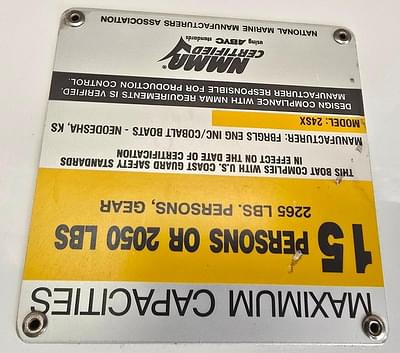 MAXIMUM CAPACITIES
15 PERSONS OR 2050 LBS
2265 LBS. PERSONS, GEAR
THIS BOAT COMPLIES WITH U.S. COAST GUARD SAFETY STANDARDS
IN EFFECT ON THE DATE OF CERTIFICATION
MANUFACTURER: FBRGLS ENG INC/COBALT BOATS - NEODESHA, KS
MODEL: 24SX
DESIGN COMPLIANCE WITH NMMA REQUIREMENTS IS VERIFIED.
MANUFACTURER RESPONSIBLE FOR PRODUCTION CONTROL.
NMMA
CERTIFIED
using ABYC standards
NATIONAL MARINE MANUFACTURERS ASSOCIATION